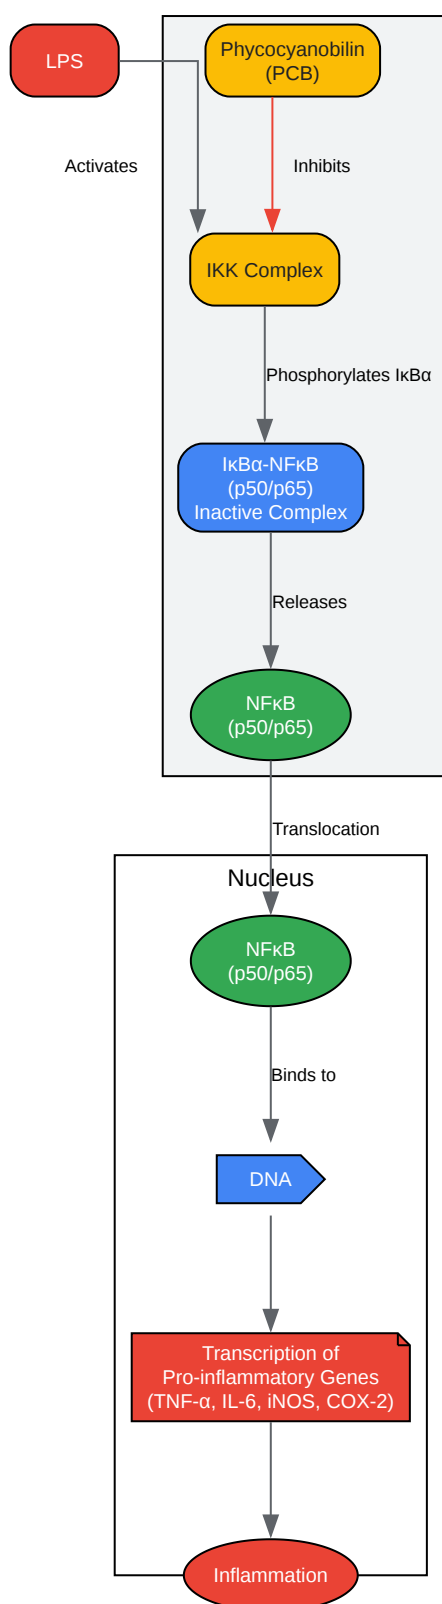 LPS
Phycocyanobilin
(PCB)
Activates
Inhibits
IKK Complex
Phosphorylates IκBα
IκBα-NFκB
(p50/p65)
Inactive Complex
Releases
NFκB
(p50/p65)
Translocation
Nucleus
NFκB
(p50/p65)
Binds to
DNA
Transcription of
Pro-inflammatory Genes
(TNF-α, IL-6, iNOS, COX-2)
Inflammation